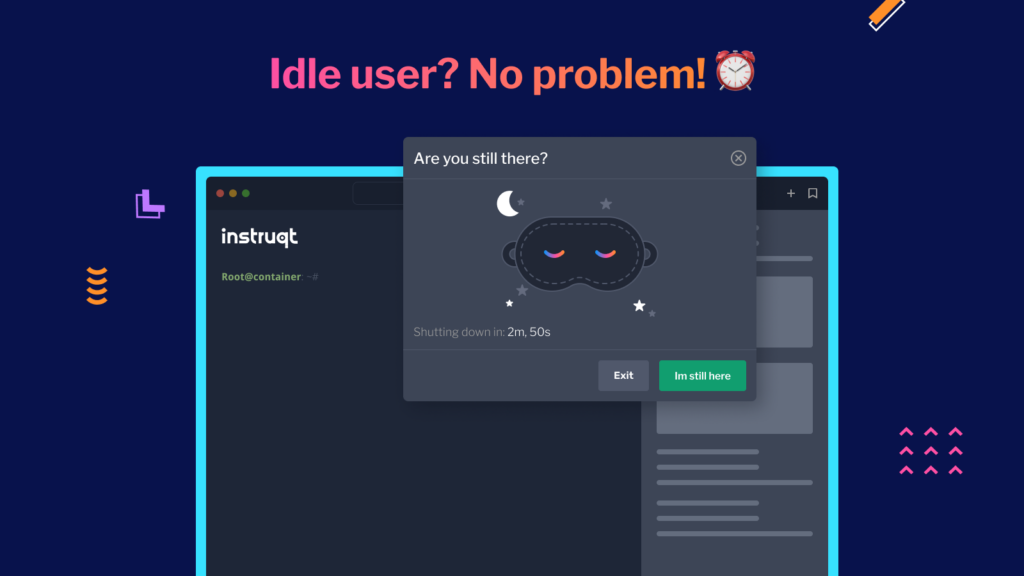 Idle user? No problem!
Are you still there?
instruqt
Root@container: ~#
Shutting down in: 2m, 50s
Exit
Im still here